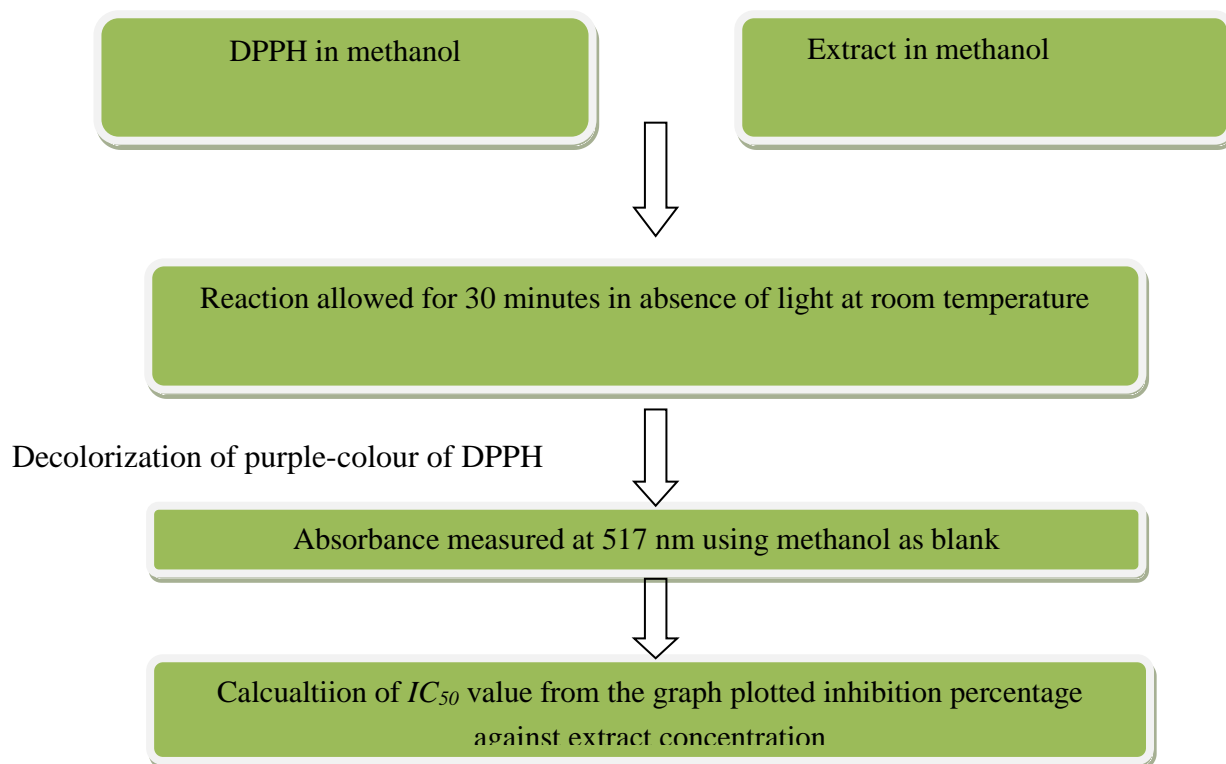 DPPH in methanol
Extract in methanol
Reaction allowed for 30 minutes in absence of light at room temperature
Decolorization of purple-colour of DPPH
Absorbance measured at 517 nm using methanol as blank
Calcualtiion of IC50 value from the graph plotted inhibition percentage
against extract concentration